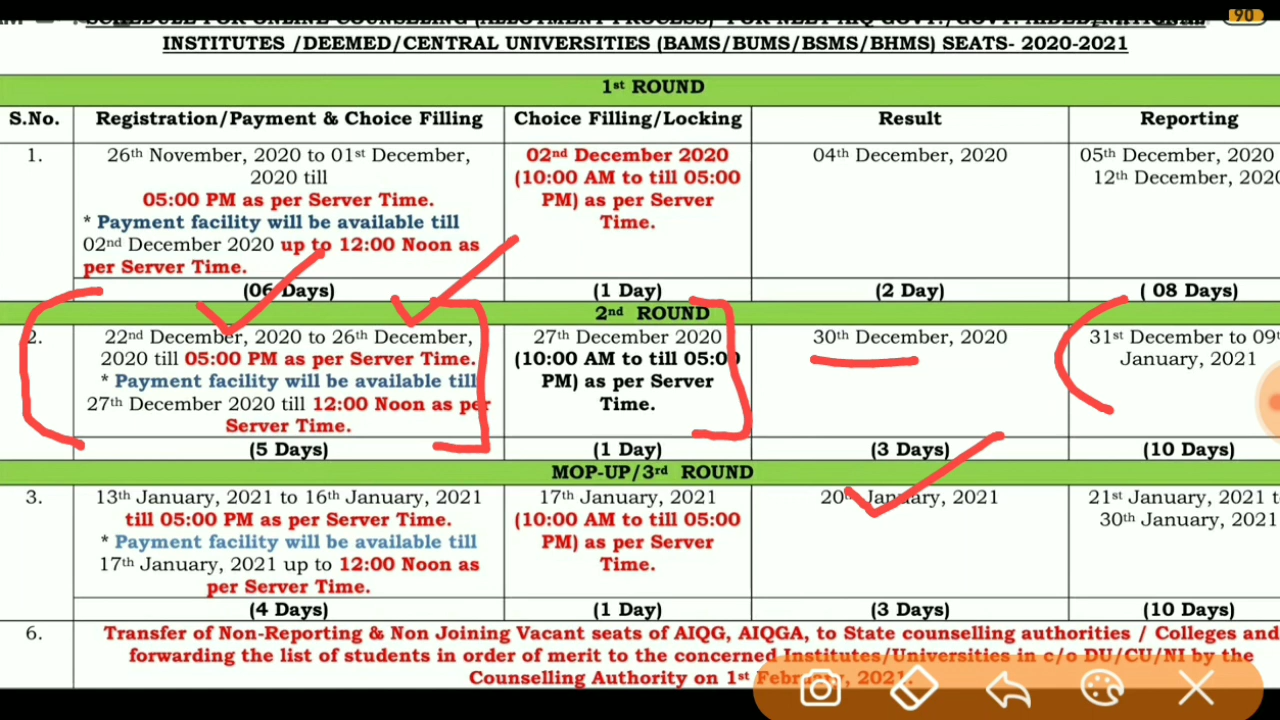 SCHEDULE FOR ONLINE COUNSELING (ALLOTMENT PROCESS)
INSTITUTES /DEEMED/CENTRAL UNIVERSITIES (BAMS/BUMS/BSMS/BHMS) SEATS- 2020-2021
90
1st ROUND
S.No. Registration/Payment & Choice Filling Choice Filling/Locking Result Reporting
1. 26th November, 2020 to 01st December, 02nd December 2020 04th December, 2020 05th December, 2020
2020 till (10:00 AM to till 05:00 12th December, 2020
05:00 PM as per Server Time. PM) as per Server
* Payment facility will be available till Time.
02nd December 2020 up to 12:00 Noon as
per Server Time.
(06 Days) (1 Day) (2 Day) ( 08 Days)
2nd ROUND
2. 22nd December, 2020 to 26th December, 27th December 2020 30th December, 2020 31st December to 09th
2020 till 05:00 PM as per Server Time. (10:00 AM to till 05:00 January, 2021
* Payment facility will be available till PM) as per Server
27th December 2020 till 12:00 Noon as per Time.
Server Time.
(5 Days) (1 Day) (3 Days) (10 Days)
MOP-UP/3rd ROUND
3. 13th January, 2021 to 16th January, 2021 17th January, 2021 20th January, 2021 21st January, 2021
till 05:00 PM as per Server Time. (10:00 AM to till 05:00 30th January, 2021
* Payment facility will be available till PM) as per Server
17th January, 2021 up to 12:00 Noon as Time.
per Server Time.
(4 Days) (1 Day) (3 Days) (10 Days)
6. Transfer of Non-Reporting & Non Joining Vacant seats of AIQG, AIQGA, to State counselling authorities / Colleges and
forwarding the list of students in order of merit to the concerned Institutes/Universities in c/o DU/CU/NI by the
Counselling Authority on 1st February, 2021.